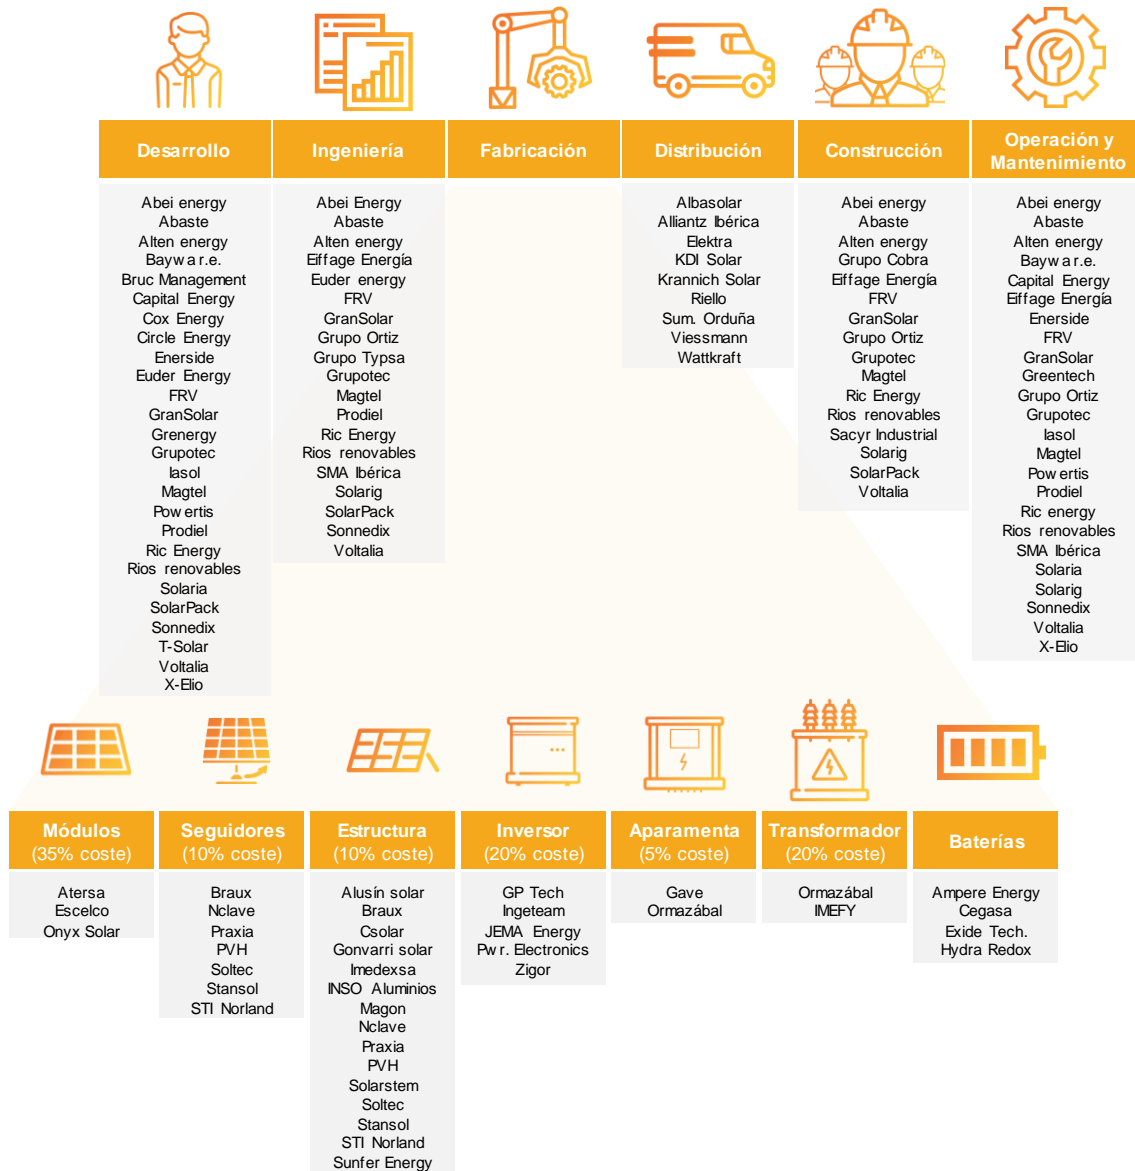 Desarrollo
Abei energy
Abaste
Alten energy
Baywa r.e.
Bruc Management
Capital Energy
Cox Energy
Circle Energy
Enerside
Euder Energy
FRV
GranSolar
Grenergy
Grupotec
Iasol
Magtel
Powertis
Prodiel
Ric Energy
Rios renovables
Solaria
SolarPack
Sonnedix
T-Solar
Voltalia
X-Elio
Ingeniería
Abei Energy
Abaste
Alten energy
Eiffage Energía
Euder energy
FRV
GranSolar
Grupo Ortiz
Grupo Typsa
Grupotec
Magtel
Prodiel
Ric Energy
Rios renovables
SMA Ibérica
Solarig
SolarPack
Sonnedix
Voltalia
Fabricación
Distribución
Albasolar
Alliantz Ibérica
Elektra
KDI Solar
Krannich Solar
Riello
Sum. Orduña
Viessmann
Wattkraft
Construcción
Abei energy
Abaste
Alten energy
Grupo Cobra
Eiffage Energía
FRV
GranSolar
Grupo Ortiz
Grupotec
Magtel
Ric Energy
Rios renovables
Sacyr Industrial
Solarig
SolarPack
Voltalia
Operación y
Mantenimiento
Abei energy
Abaste
Alten energy
Baywa r.e.
Capital Energy
Eiffage Energía
Enerside
FRV
GranSolar
Greentech
Grupo Ortiz
Grupotec
Iasol
Magtel
Powertis
Prodiel
Ric energy
Rios renovables
SMA Ibérica
Solaria
Solarig
Sonnedix
Voltalia
X-Elio
Módulos
(35% coste)
Atersa
Escelco
Onyx Solar
Seguidores
(10% coste)
Braux
Nclave
Praxia
PVH
Soltec
Stansol
STI Norland
Estructura
(10% coste)
Alusín solar
Braux
Csolar
Gonvarri solar
Imedexsa
INSO Aluminios
Magon
Nclave
Praxia
PVH
Solarstem
Soltec
Stansol
STI Norland
Sunfer Energy
Inversor
(20% coste)
GP Tech
Ingeteam
JEMA Energy
Pwr. Electronics
Zigor
Aparamenta
(5% coste)
Gave
Ormazábal
Transformador
(20% coste)
Ormazábal
IMEFY
Baterías
Ampere Energy
Cegasa
Exide Tech.
Hydra Redox